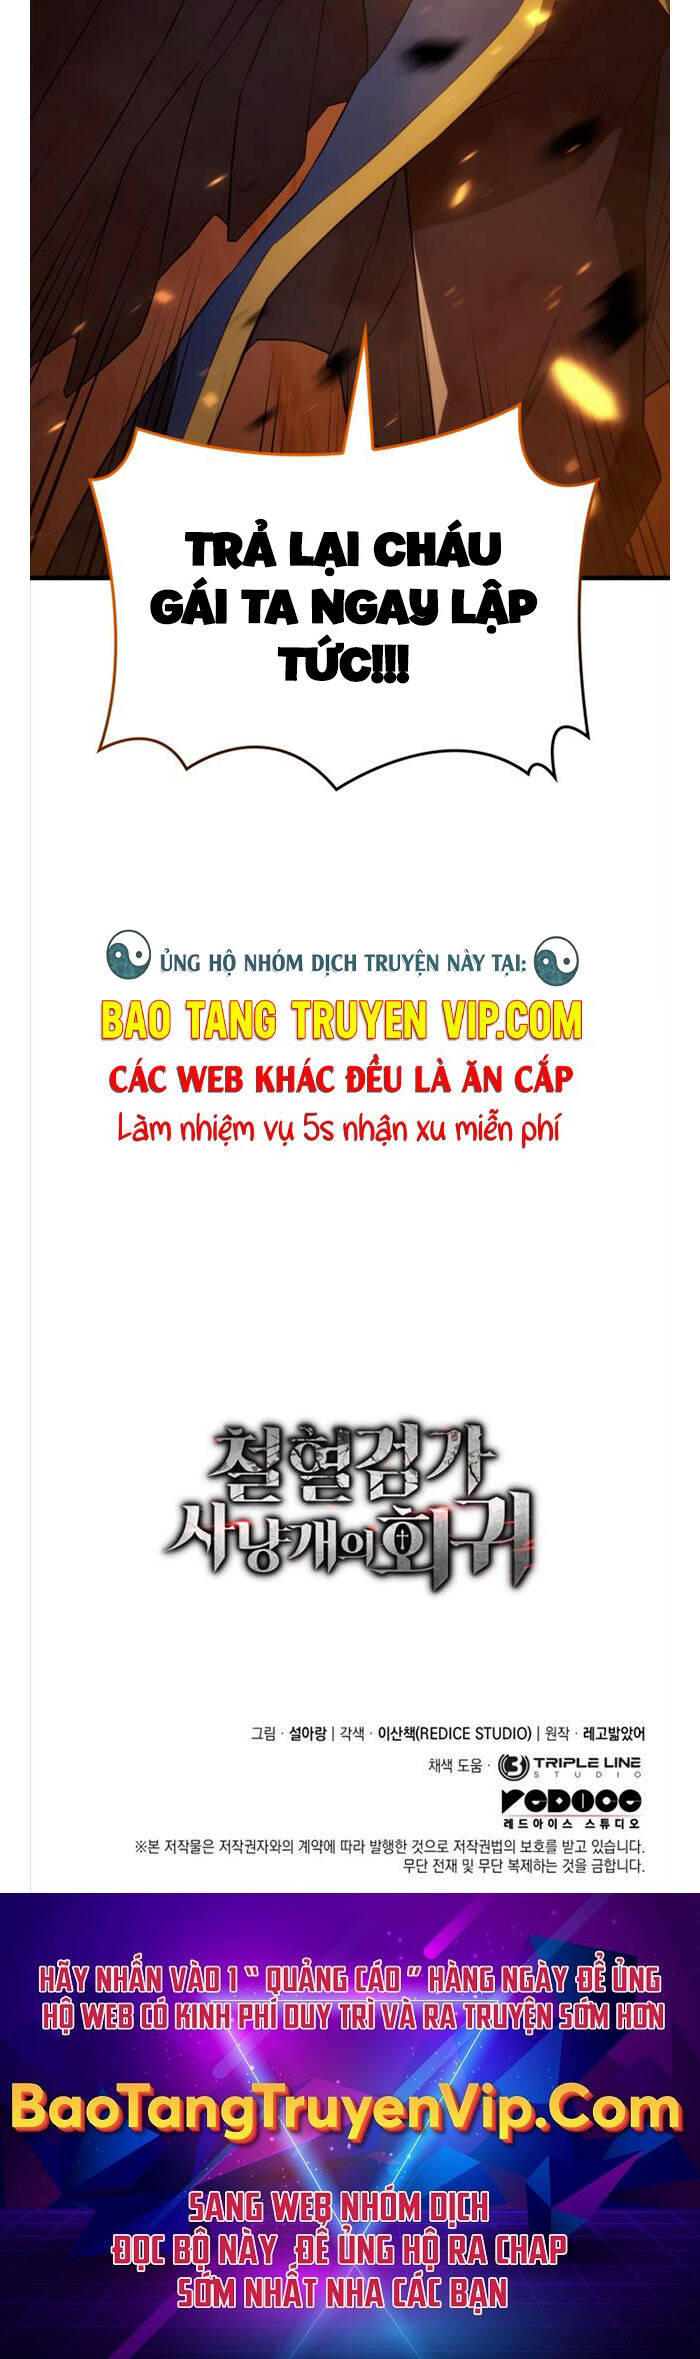 TRẢ LẠI CHÁU
GÁI TA NGAY LẬP
TỨC!!!
ỦNG HỘ NHÓM DỊCH TRUYỆN NÀY TẠI:
BAO TANG TRUYEN VIP.COM
CÁC WEB KHÁC ĐỀU LÀ ĂN CẮP
Làm nhiệm vụ 5s nhận xu miễn phí
철혈검가
사냥개의 회귀
그림 · 설아랑 | 각색 · 이산책(REDICE STUDIO) | 원작 · 레고밟았어
채색 도움 · TRIPLE LINE
STUDIO
REDICE
레드아이스 스튜디오
※본 저작물은 저작권자와의 계약에 따라 발행한 것으로 저작권법의 보호를 받고 있습니다.
무단 전재 및 무단 복제하는 것을 금합니다.
HÃY NHẤN VÀO 1 “ QUẢNG CÁO ” HÀNG NGÀY ĐỂ ỦNG
HỘ WEB CÓ KINH PHÍ DUY TRÌ VÀ RA TRUYỆN SỚM HƠN
BaoTangTruyenVip.Com
SANG WEB NHÓM DỊCH
ĐỌC BỘ NÀY ĐỂ ỦNG HỘ RA CHAP
SỚM NHẤT NHA CÁC BẠN